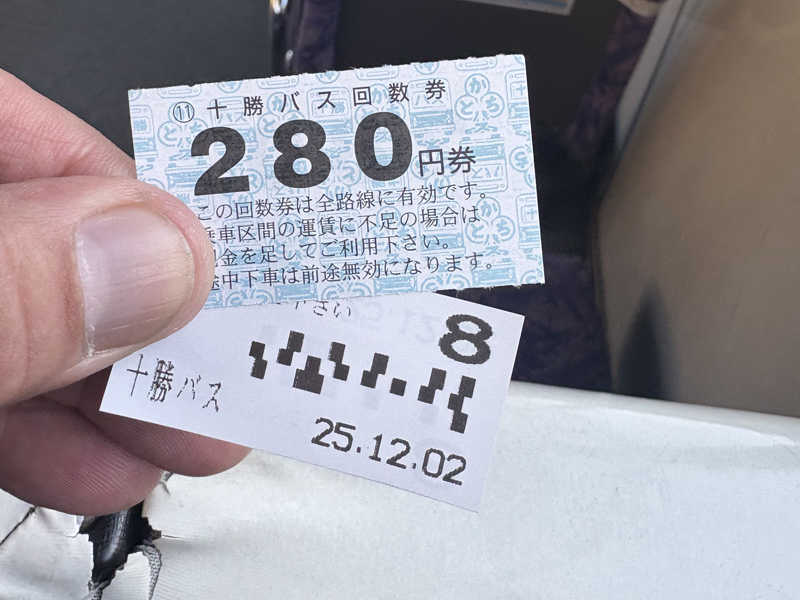 ⑪ 十勝バス回数券
280円券
この回数券は全路線に有効です。
乗車区間の運賃に不足の場合は
金を足してご利用下さい。
途中下車は前途無効になります。
さい
8
十勝バス
25.12.02